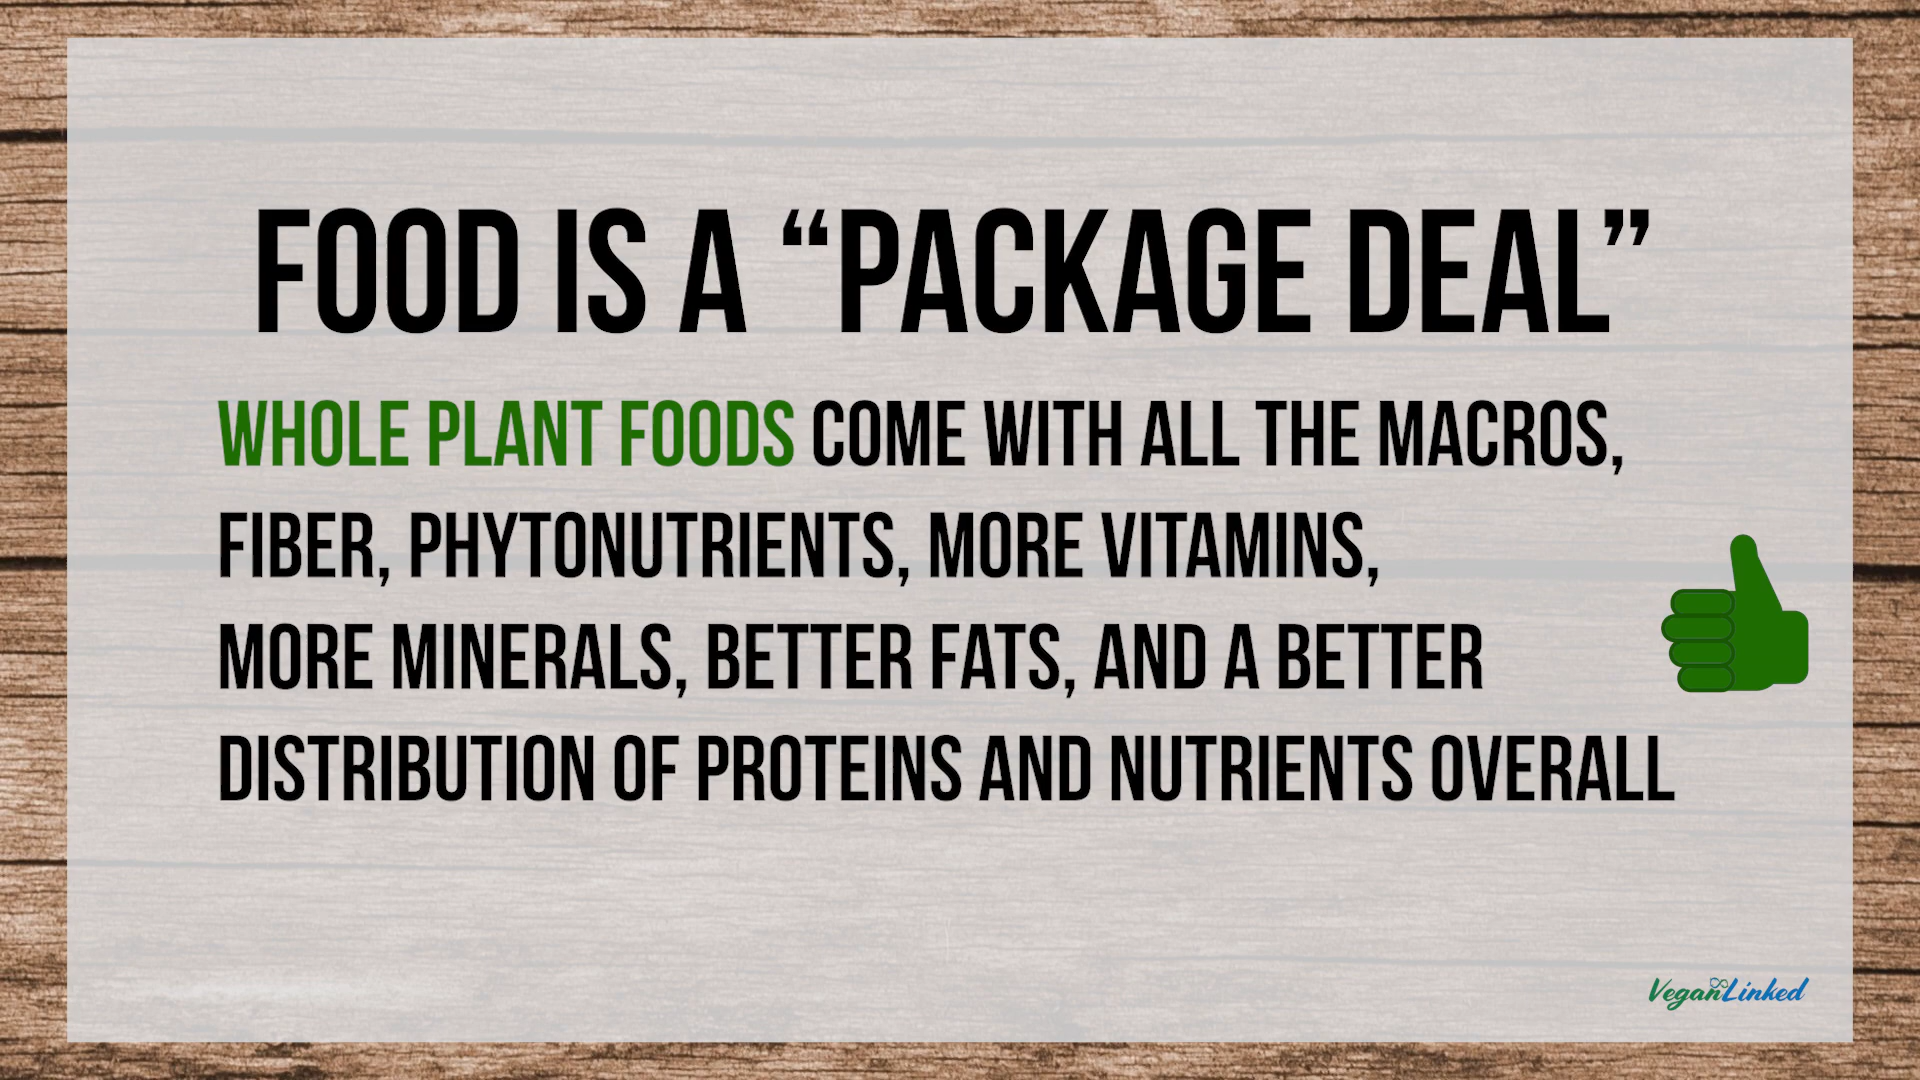 FOOD IS A “PACKAGE DEAL”
WHOLE PLANT FOODS COME WITH ALL THE MACROS,
FIBER, PHYTONUTRIENTS, MORE VITAMINS,
MORE MINERALS, BETTER FATS, AND A BETTER
DISTRIBUTION OF PROTEINS AND NUTRIENTS OVERALL
VeganLinked